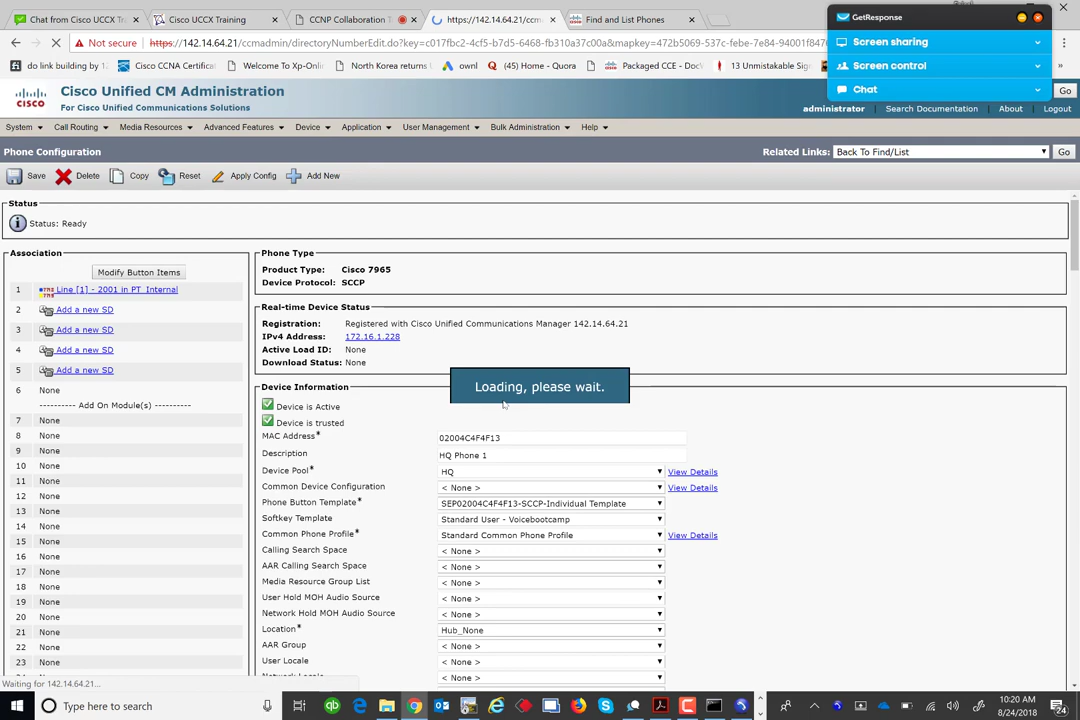 Chat from Cisco UCCX T
Cisco UCCX Training
CCNP Collaboration
https://142.14.64.21/cc
Find and List Phones
Not secure
https://142.14.64.21/ccmadmin/directoryNumberEdit.do?key=c017fbc2-4cf5-b7d5-6468-fb310a37c00a&mapkey=472b5069-537c-febe-7e84-94001f847
do link building by 12
Cisco CCNA Certificat
Welcome To Xp-Onli
North Korea returns
ownl
(45) Home - Quora
Packaged CCE - Doc
13 Unmistakable Sig
GetResponse
Screen sharing
Screen control
Chat
CISCO
Cisco Unified CM Administration
For Cisco Unified Communications Solutions
Go
administrator
Search Documentation
About
Logout
System
Call Routing
Media Resources
Advanced Features
Device
Application
User Management
Bulk Administration
Help
Phone Configuration
Related Links:
Back To Find/List
Go
Save
Delete
Copy
Reset
Apply Config
Add New
Status
Status: Ready
Association
Modify Button Items
1 Line [1] - 2001 in PT_Internal
2 Add a new SD
3 Add a new SD
4 Add a new SD
5 Add a new SD
6 None
---------- Add On Module(s) ----------
7 None
8 None
9 None
10 None
11 None
12 None
13 None
14 None
15 None
16 None
17 None
18 None
19 None
20 None
21 None
22 None
23 None
Phone Type
Product Type: Cisco 7965
Device Protocol: SCCP
Real-time Device Status
Registration: Registered with Cisco Unified Communications Manager 142.14.64.21
IPv4 Address: 172.16.1.228
Active Load ID: None
Download Status: None
Device Information
Loading, please wait.
Device is Active
Device is trusted
MAC Address* 02004C4F4F13
Description HQ Phone 1
Device Pool* HQ View Details
Common Device Configuration < None > View Details
Phone Button Template* SEP02004C4F4F13-SCCP-Individual Template
Softkey Template Standard User - Voicebootcamp
Common Phone Profile* Standard Common Phone Profile View Details
Calling Search Space < None >
AAR Calling Search Space < None >
Media Resource Group List < None >
User Hold MOH Audio Source < None >
Network Hold MOH Audio Source < None >
Location* Hub_None
AAR Group < None >
User Locale < None >
Network Locale < None >
Waiting for 142.14.64.21...
Type here to search
10:20 AM
8/24/2018
24